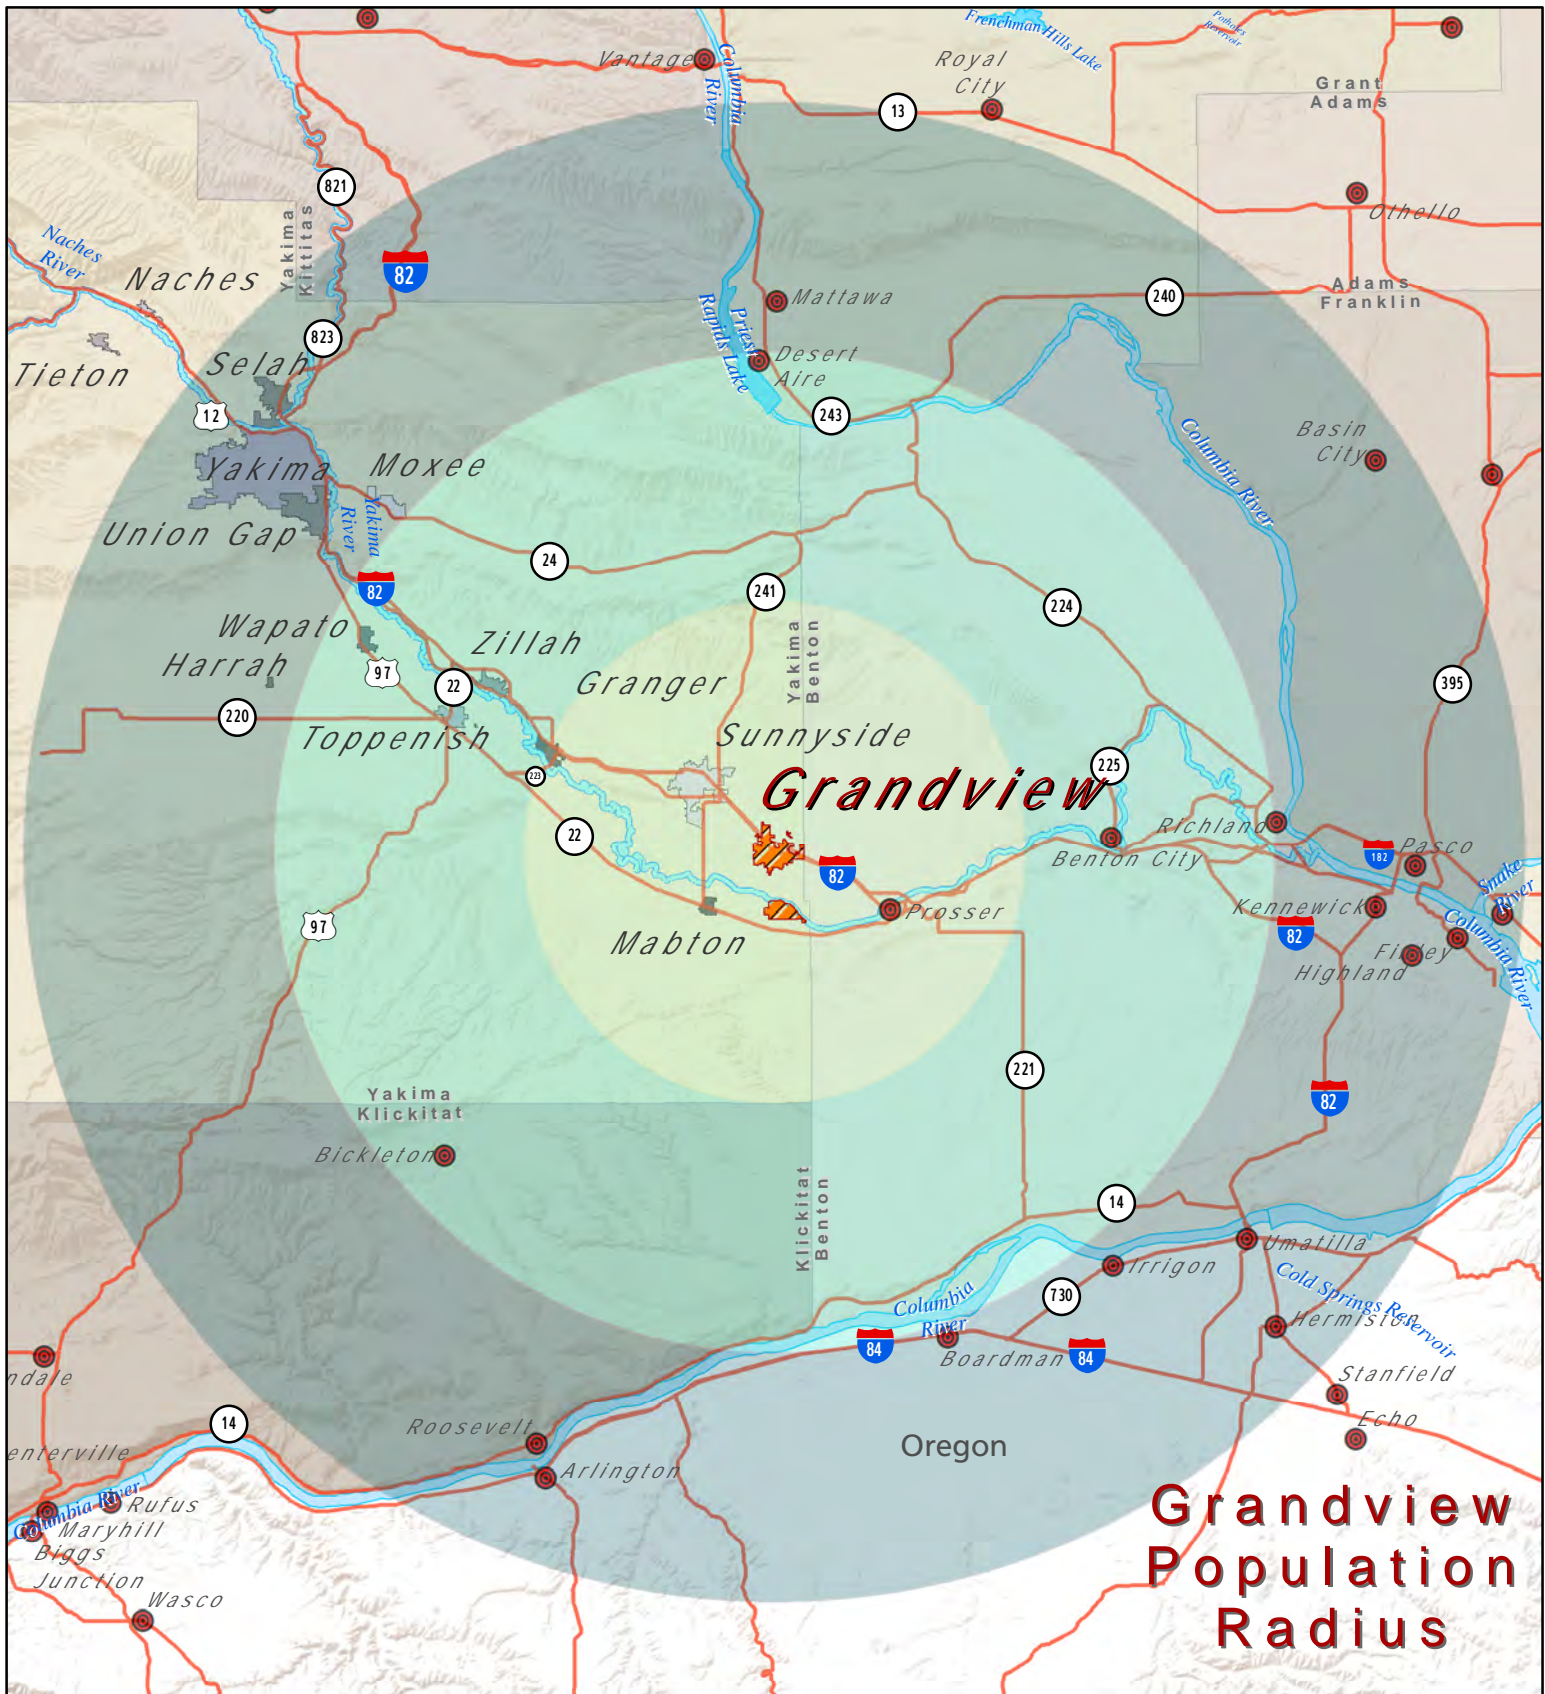 Frenchman Hills Lake
Potholes
Reservoir
Vantage
Columbia
River
Royal
City
13
Grant
Adams
821
Yakima
Kittitas
Othello
Naches
River
Naches
82
Mattawa
240
Adams
Franklin
Priest
Rapids Lake
823
Selah
Tieton
Desert
Aire
12
243
Columbia River
Basin
City
Yakima
Moxee
Yakima
River
Union Gap
24
82
241
224
Wapato
Harrah
Zillah
Yakima
Benton
97
22
Granger
395
220
Toppenish
Sunnyside
223
Grandview
225
22
Richland
Benton City
182
Pasco
82
Snake
River
97
Prosser
Kennewick
82
Columbia River
Mabton
Finley
Highland
221
Yakima
Klickitat
82
Bickleton
Klickitat
Benton
14
Umatilla
Irrigon
Columbia
River
730
Cold Springs Reservoir
Hermiston
84
Boardman
84
ndale
Stanfield
14
Roosevelt
Echo
enterville
Oregon
Arlington
Columbia River
Rufus
Maryhill
Biggs
Junction
Wasco
Grandview
Population
Radius